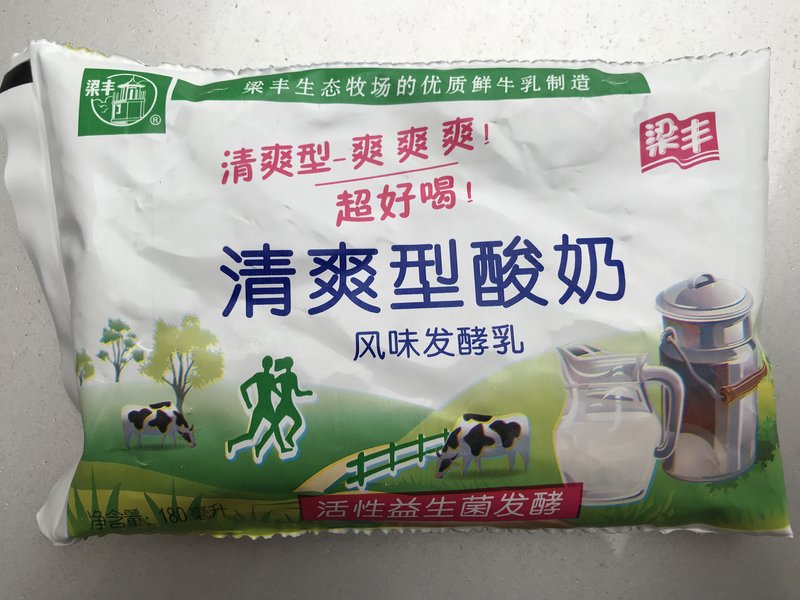 梁丰
®
梁丰生态牧场的优质鲜牛乳制造
梁丰
清爽型-爽爽爽！
超好喝！
清爽型酸奶
风味发酵乳
净含量：180毫升
活性益生菌发酵